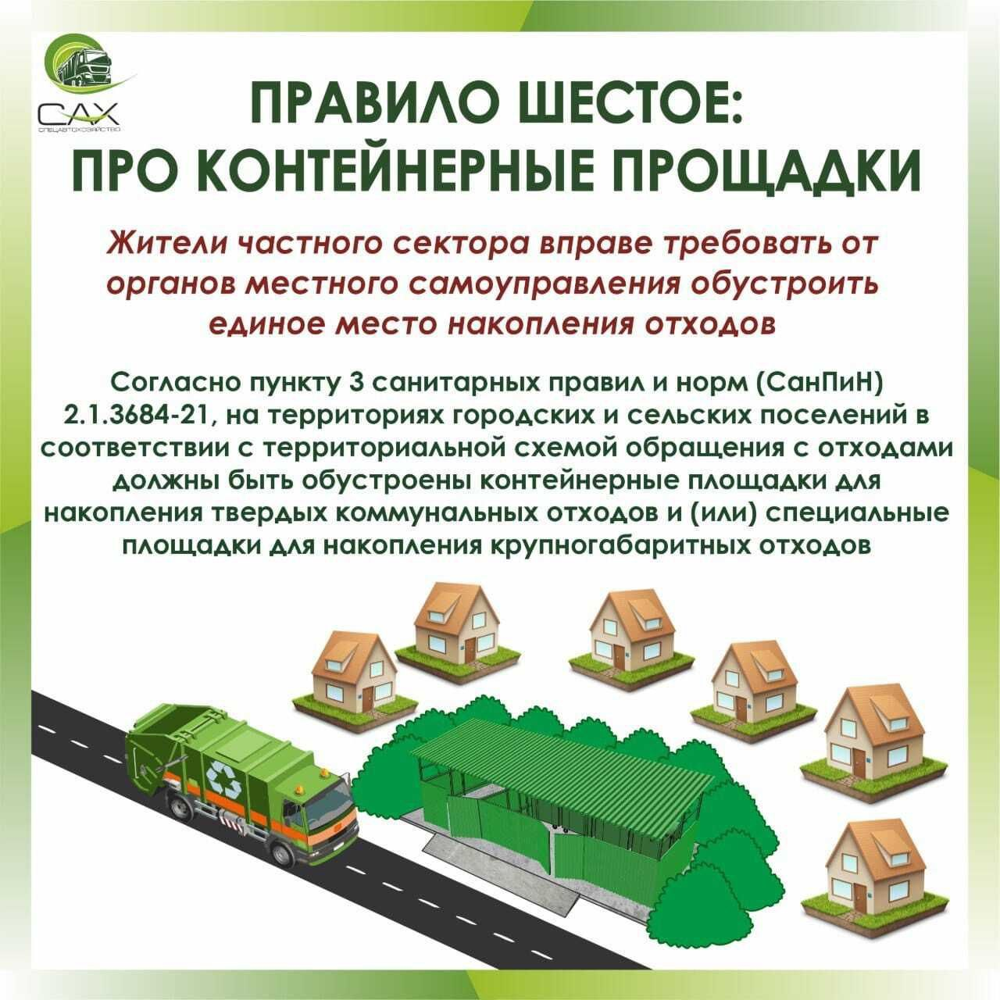 САХ
СПЕЦАВТОХОЗЯЙСТВО
ПРАВИЛО ШЕСТОЕ:
ПРО КОНТЕЙНЕРНЫЕ ПРОЩАДКИ
Жители частного сектора вправе требовать от
органов местного самоуправления обустроить
единое место накопления отходов
Согласно пункту 3 санитарных правил и норм (СанПиН)
2.1.3684-21, на территориях городских и сельских поселений в
соответствии с территориальной схемой обращения с отходами
должны быть обустроены контейнерные площадки для
накопления твердых коммунальных отходов и (или) специальные
площадки для накопления крупногабаритных отходов